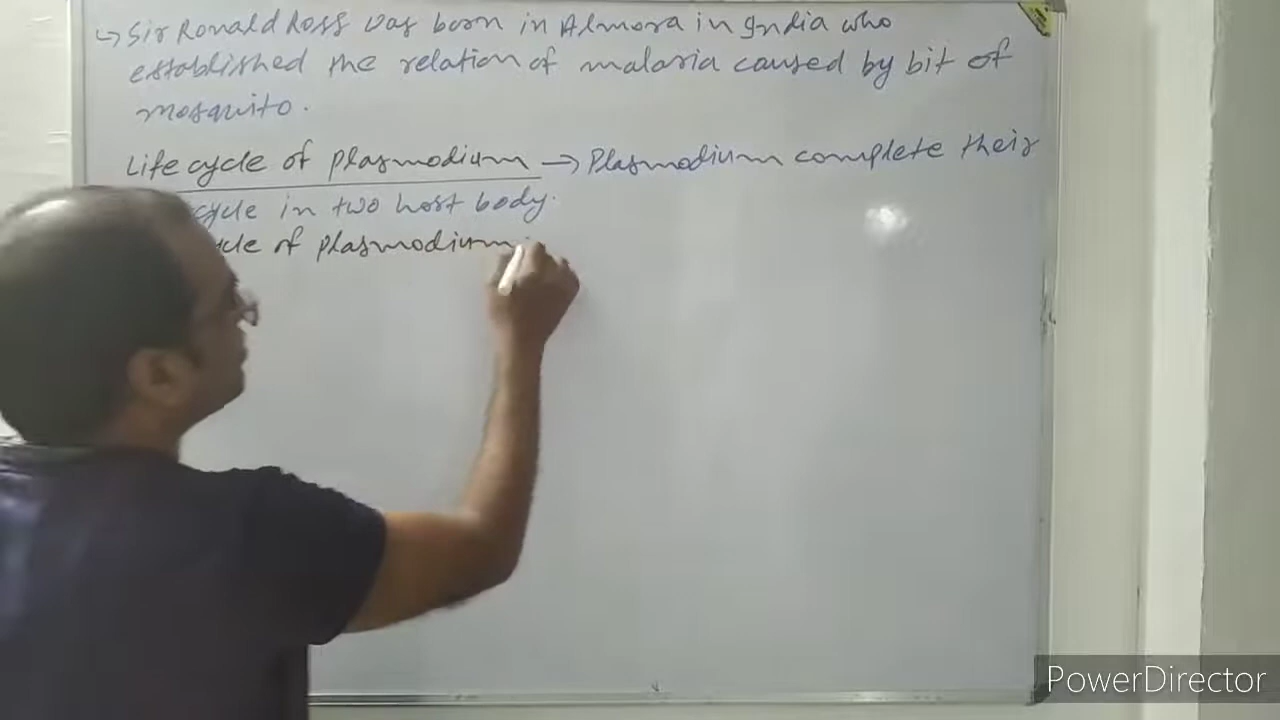 ↳ Sir Ronald Ross was born in Almora in India who
established the relation of malaria caused by bit of
mosquito.
Life cycle of plasmodium → Plasmodium complete their
cycle in two host body.
of plasmodium
PowerDirector